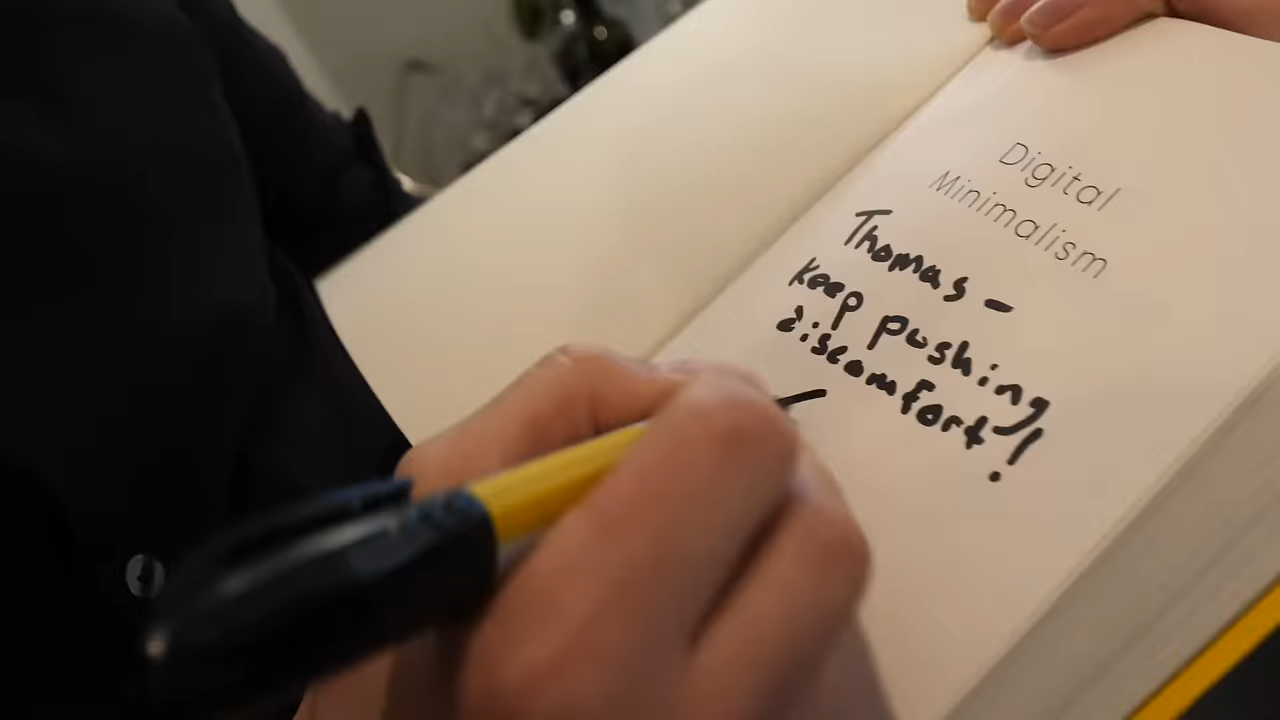 Digital
Minimalism
Thomas –
keep pushing
discomfort!